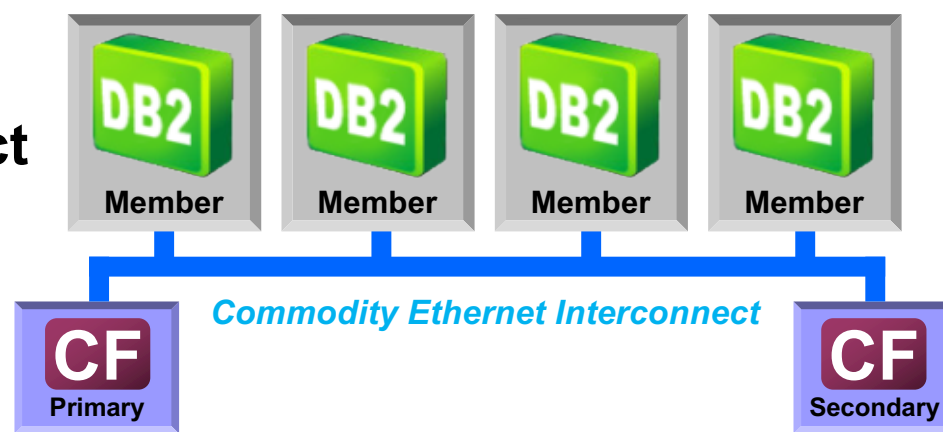 DB2 DB2 DB2 DB2
ct
Member Member Member Member
Commodity Ethernet Interconnect
CF CF
Primary Secondary